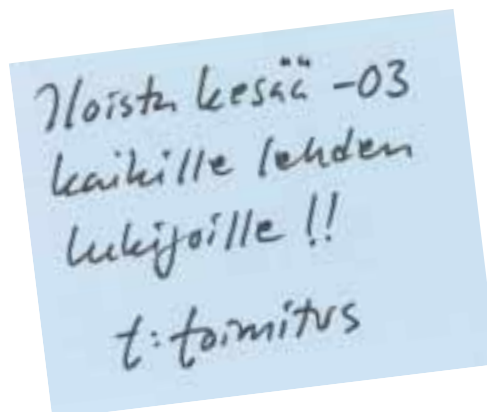 Iloista kesää -03
kaikille lehden
lukijoille !!
t: toimitus